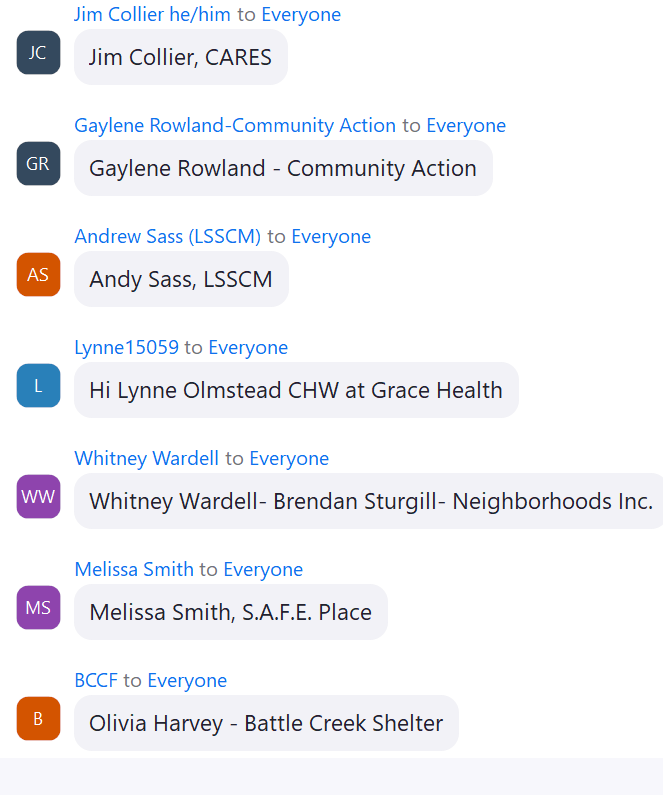 Jim Collier he/him to Everyone
JC
Jim Collier, CARES
Gaylene Rowland-Community Action to Everyone
GR
Gaylene Rowland - Community Action
Andrew Sass (LSSCM) to Everyone
AS
Andy Sass, LSSCM
Lynne15059 to Everyone
L
Hi Lynne Olmstead CHW at Grace Health
Whitney Wardell to Everyone
WW
Whitney Wardell- Brendan Sturgill- Neighborhoods Inc.
Melissa Smith to Everyone
MS
Melissa Smith, S.A.F.E. Place
BCCF to Everyone
B
Olivia Harvey - Battle Creek Shelter